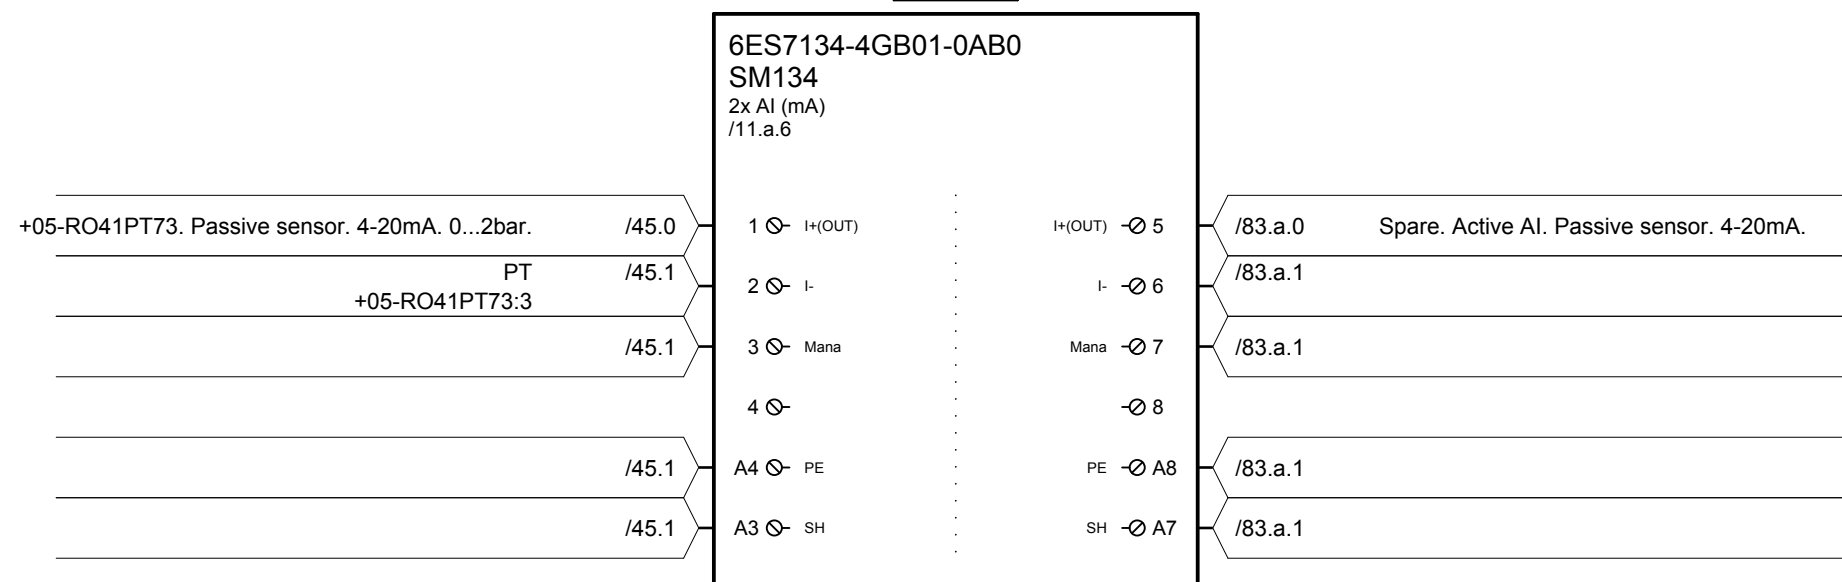 6ES7134-4GB01-0AB0
SM134
2x AI (mA)
/11.a.6
+05-RO41PT73. Passive sensor. 4-20mA. 0...2bar. /45.0 1 I+(OUT) I+(OUT) 5 /83.a.0 Spare. Active AI. Passive sensor. 4-20mA.
PT /45.1 2 I- I- 6 /83.a.1
+05-RO41PT73:3
/45.1 3 Mana Mana 7 /83.a.1
4 8
/45.1 A4 PE PE A8 /83.a.1
/45.1 A3 SH SH A7 /83.a.1